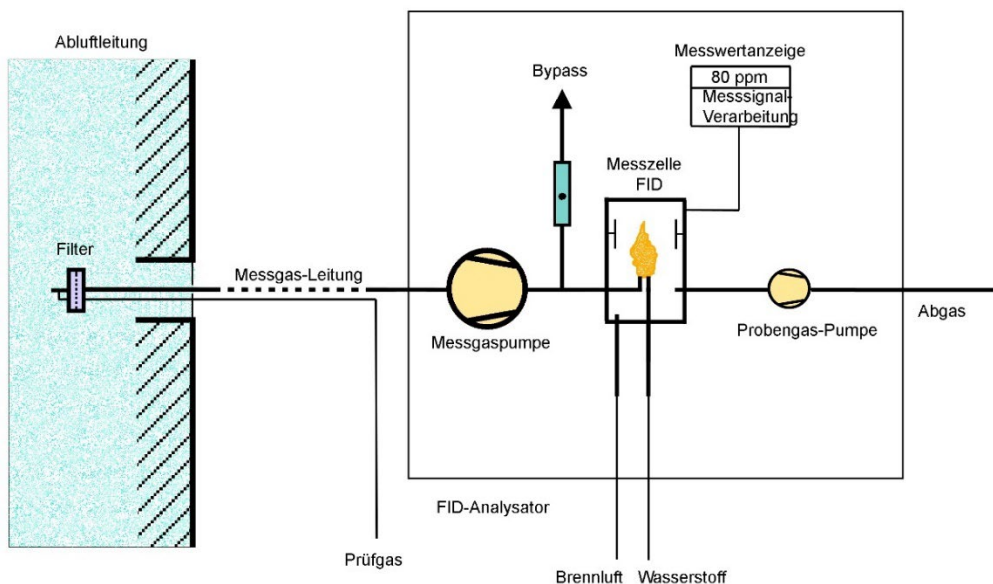 Abluftleitung
Messwertanzeige
80 ppm
Messsignal-
Verarbeitung
Bypass
Messzelle
FID
Filter
Messgas-Leitung
Messgaspumpe
Probengas-Pumpe
Abgas
FID-Analysator
Prüfgas
Brennluft
Wasserstoff